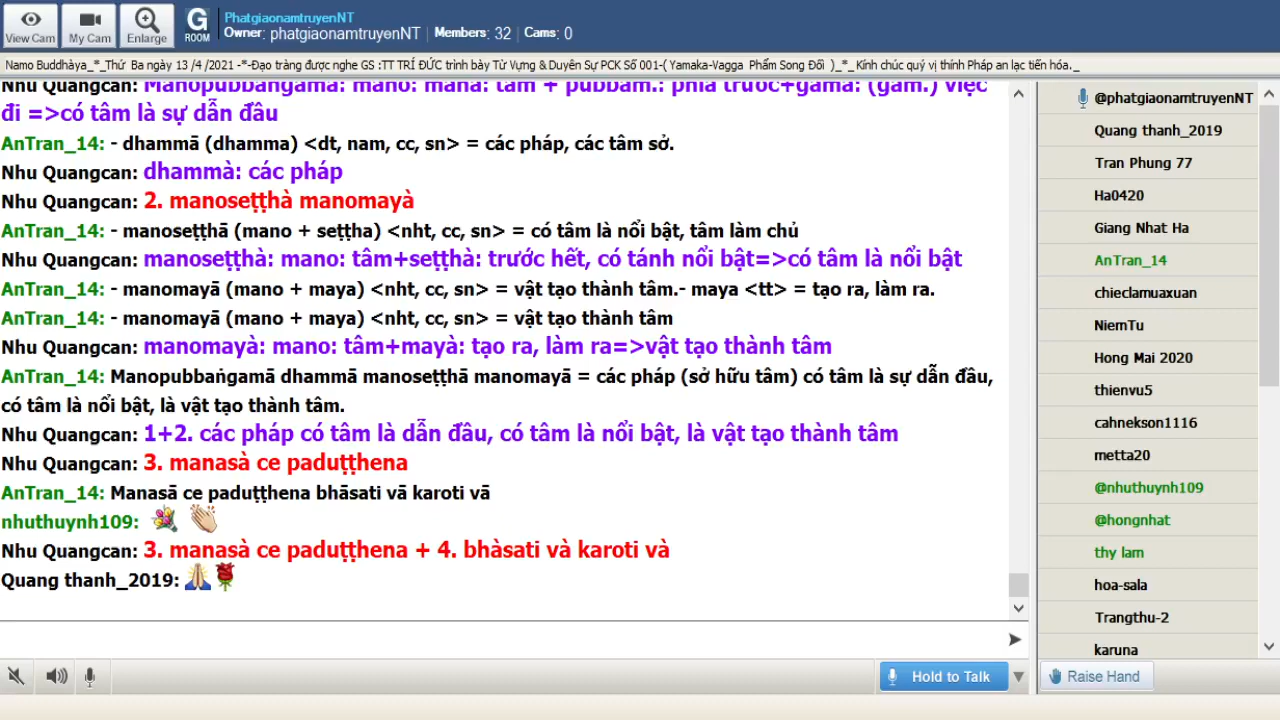 View Cam
My Cam
Enlarge
G
ROOM
PhatgiaonamtruyenNT
Owner: phatgiaonamtruyenNT | Members: 32 | Cams: 0
Namo Buddhàya_*_Thứ Ba ngày 13 /4 /2021 -*-Đạo tràng được nghe GS :TT TRÍ ĐỨC trình bày Từ Vựng & Duyên Sự PCK Số 001-( Yamaka-Vagga Phẩm Song Đối )_*_ Kính chúc quý vị thính Pháp an lạc tiến hóa._
Nhu Quangcan: Manopubbaṅgamà: mano: mana: tâm + pubbam.: phía trước+gama: (gam.) việc
đi =>có tâm là sự dẫn đầu
AnTran_14: - dhammā (dhamma) <dt, nam, cc, sn> = các pháp, các tâm sở.
Nhu Quangcan: dhammà: các pháp
Nhu Quangcan: 2. manoseṭṭhà manomayà
AnTran_14: - manoseṭṭhā (mano + seṭṭha) <nht, cc, sn> = có tâm là nổi bật, tâm làm chủ
Nhu Quangcan: manoseṭṭhà: mano: tâm+seṭṭhà: trước hết, có tánh nổi bật=>có tâm là nổi bật
AnTran_14: - manomayā (mano + maya) <nht, cc, sn> = vật tạo thành tâm.- maya <tt> = tạo ra, làm ra.
AnTran_14: - manomayā (mano + maya) <nht, cc, sn> = vật tạo thành tâm
Nhu Quangcan: manomayà: mano: tâm+mayà: tạo ra, làm ra=>vật tạo thành tâm
AnTran_14: Manopubbaṅgamā dhammā manoseṭṭhā manomayā = các pháp (sở hữu tâm) có tâm là sự dẫn đầu,
có tâm là nổi bật, là vật tạo thành tâm.
Nhu Quangcan: 1+2. các pháp có tâm là dẫn đầu, có tâm là nổi bật, là vật tạo thành tâm
Nhu Quangcan: 3. manasà ce paduṭṭhena
AnTran_14: Manasā ce paduṭṭhena bhāsati vā karoti vā
nhuthuynh109:
Nhu Quangcan: 3. manasà ce paduṭṭhena + 4. bhàsati và karoti và
Quang thanh_2019:
Hold to Talk
@phatgiaonamtruyenNT
Quang thanh_2019
Tran Phung 77
Ha0420
Giang Nhat Ha
AnTran_14
chieclamuaxuan
NiemTu
Hong Mai 2020
thienvu5
cahnekson1116
metta20
@nhuthuynh109
@hongnhat
thy lam
hoa-sala
Trangthu-2
karuna
Raise Hand